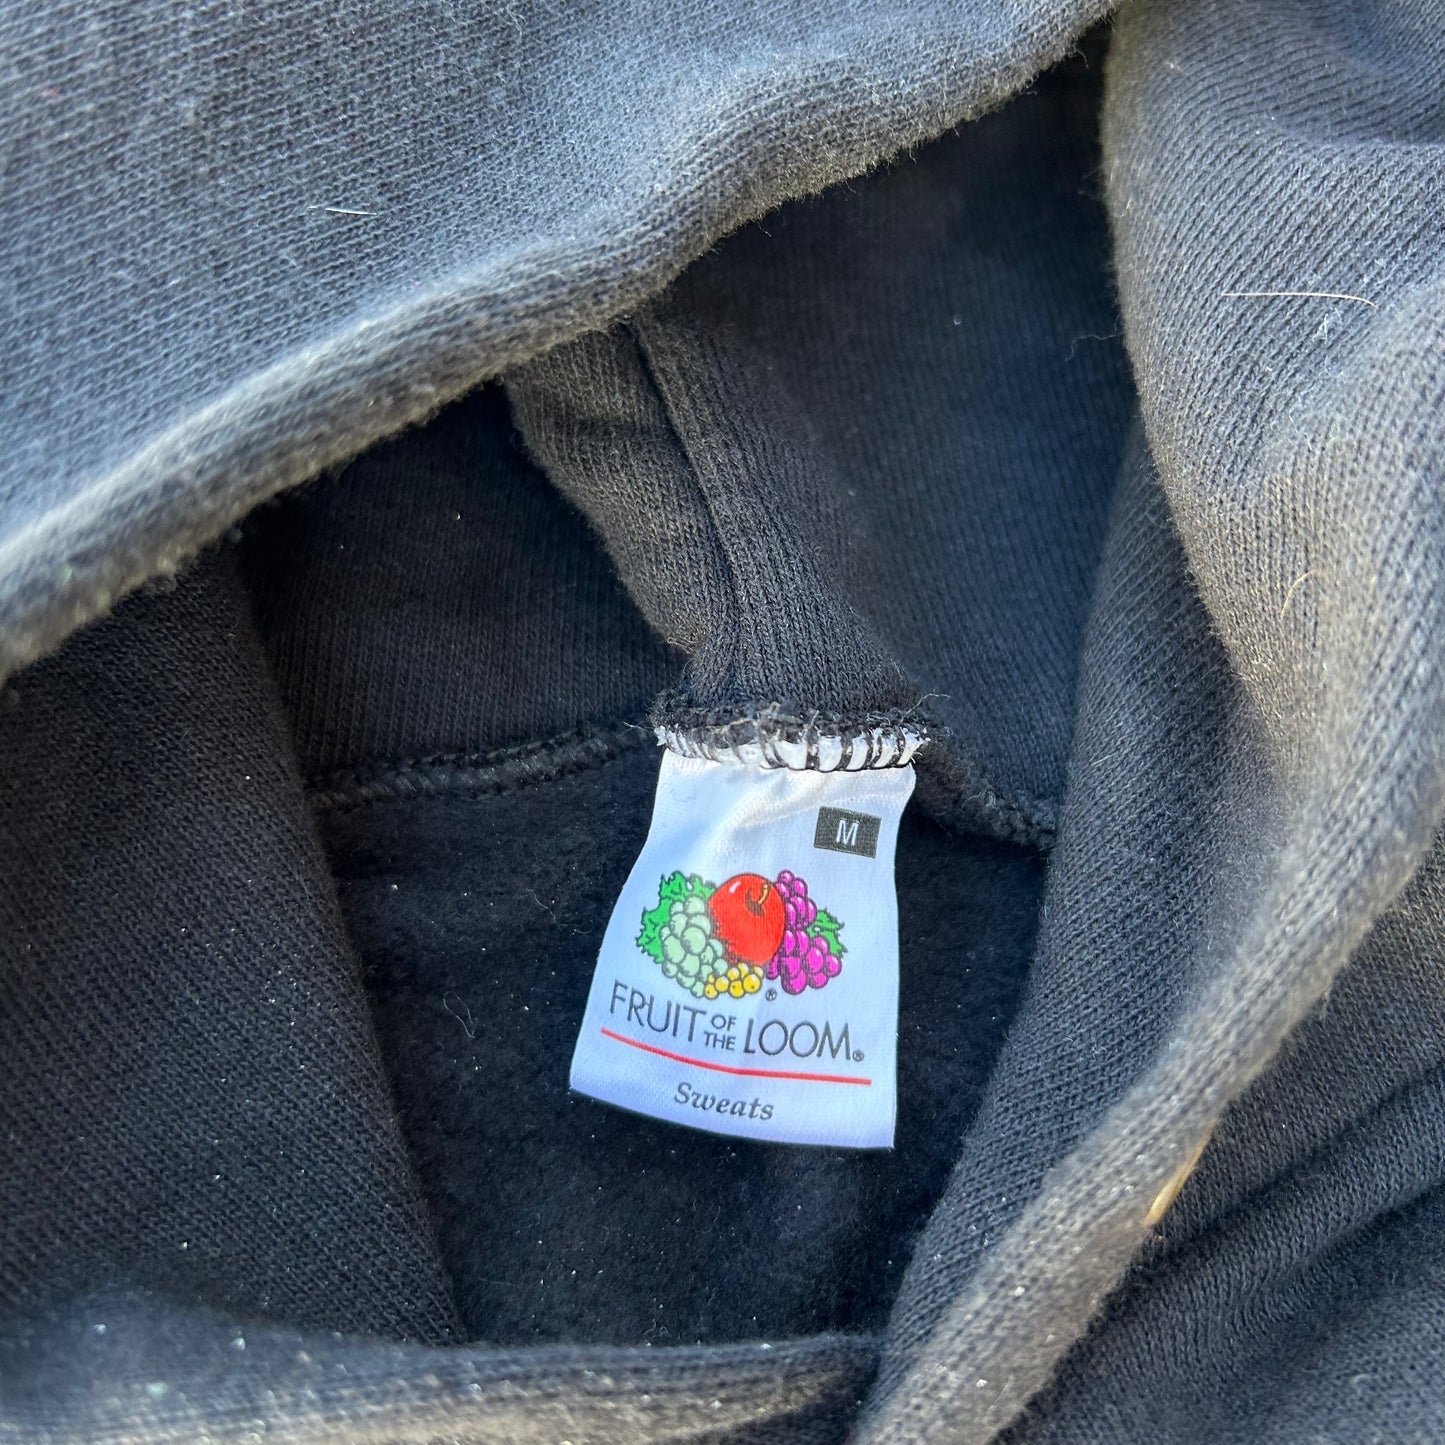 M
®
FRUIT OF THE LOOM®
Sweats